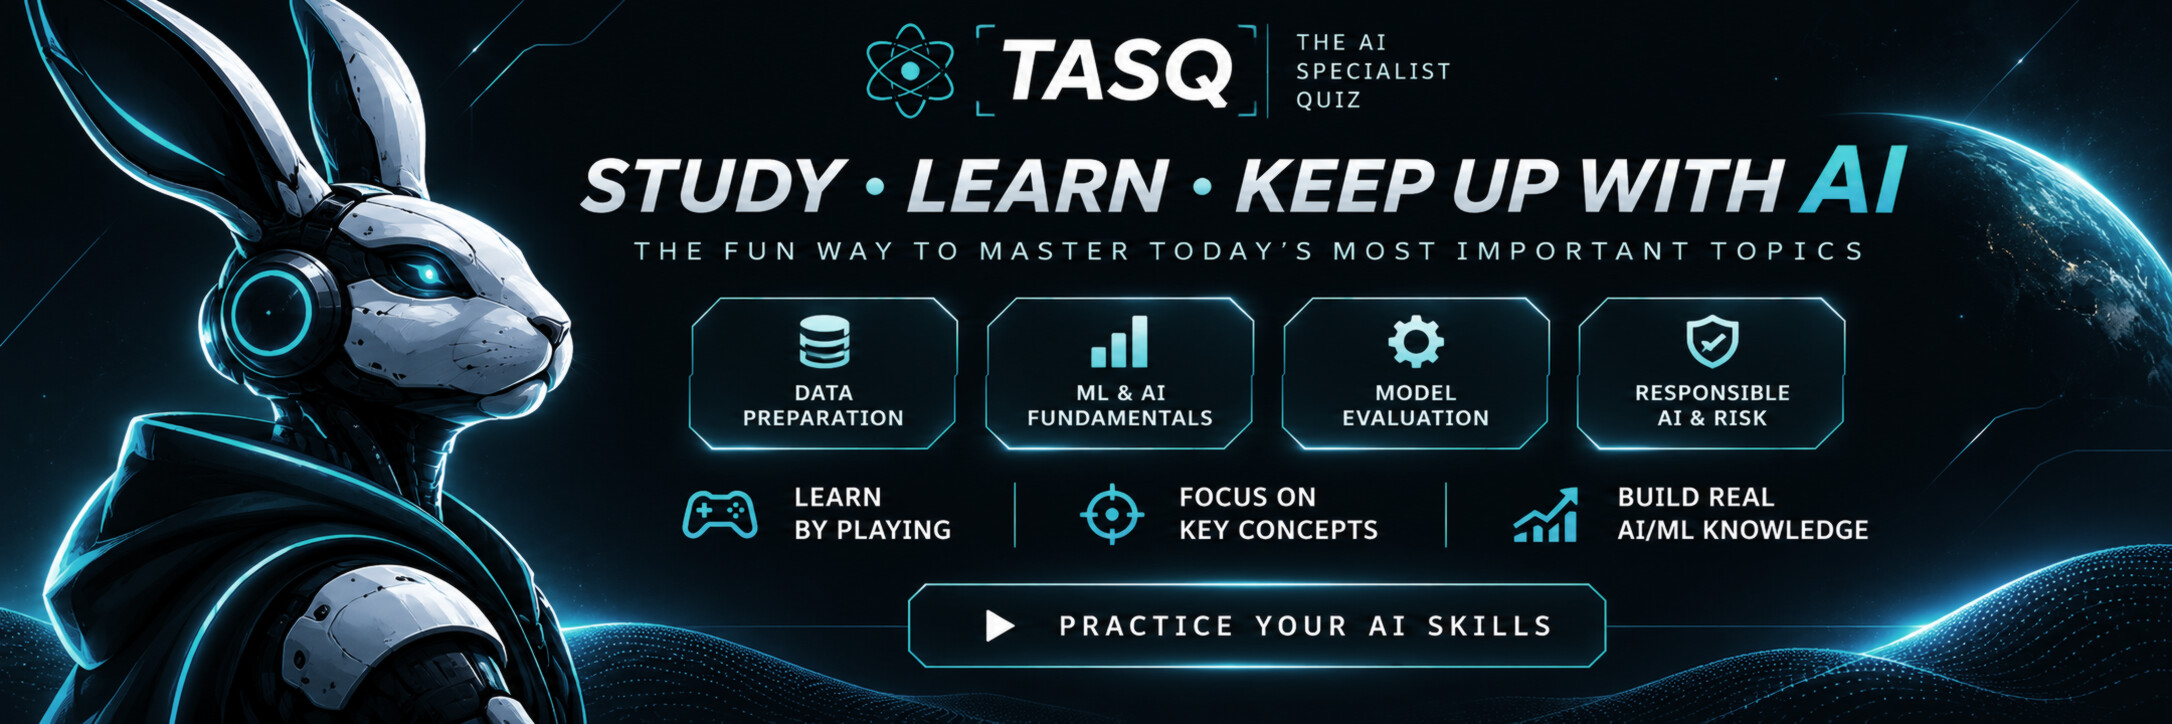 TASQ
THE AI
SPECIALIST
QUIZ
STUDY • LEARN • KEEP UP WITH AI
THE FUN WAY TO MASTER TODAY'S MOST IMPORTANT TOPICS
DATA
PREPARATION
ML & AI
FUNDAMENTALS
MODEL
EVALUATION
RESPONSIBLE
AI & RISK
LEARN
BY PLAYING
FOCUS ON
KEY CONCEPTS
BUILD REAL
AI/ML KNOWLEDGE
PRACTICE YOUR AI SKILLS